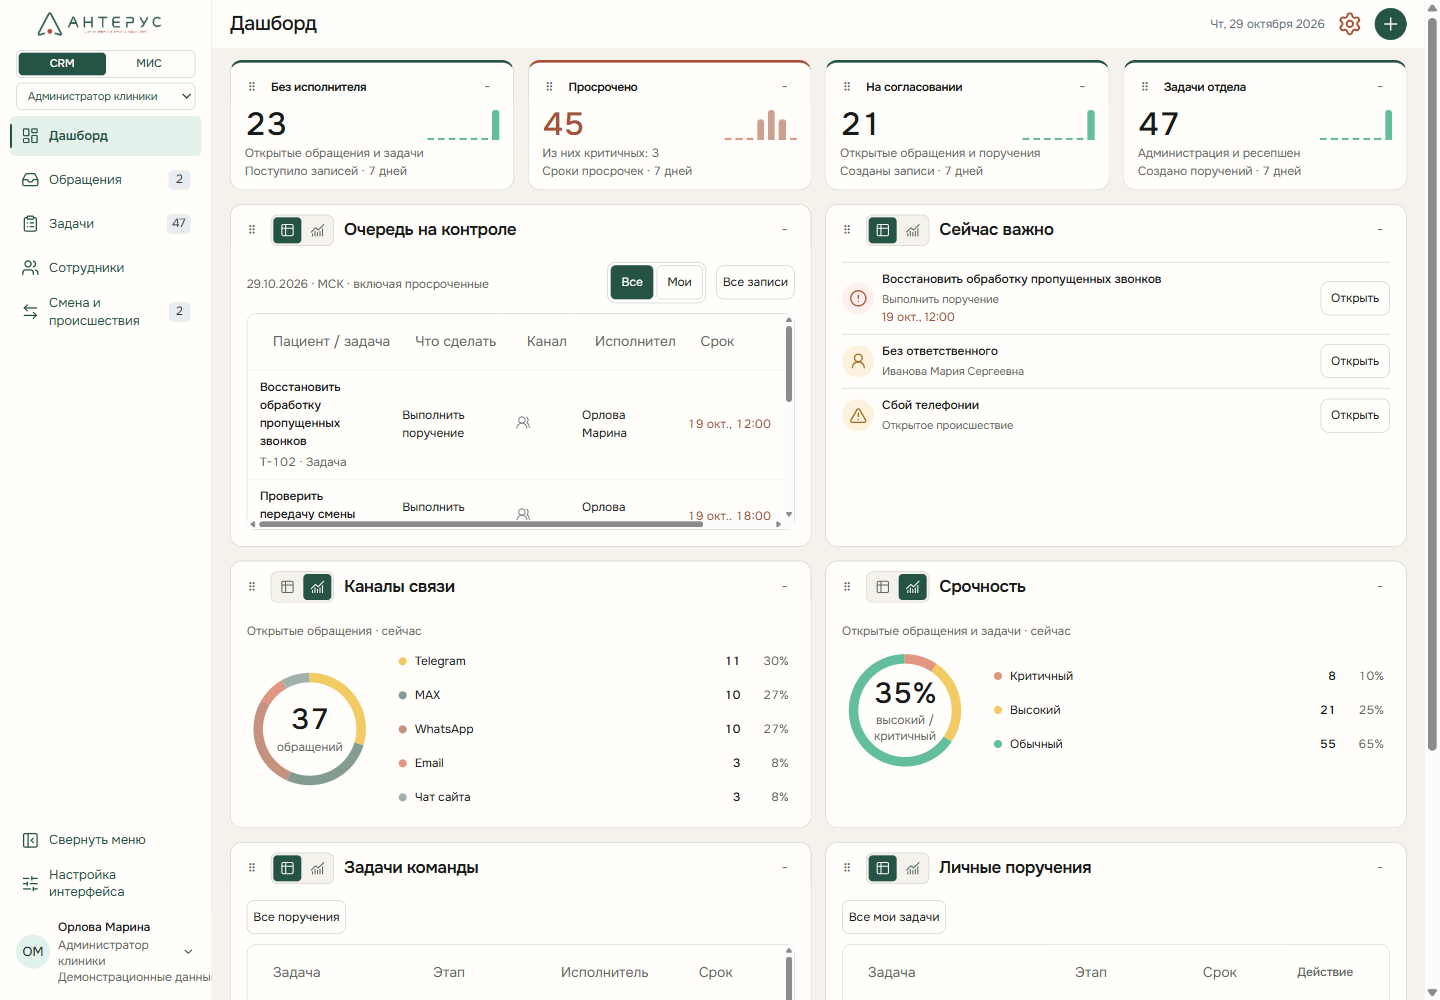 АНТЕРУС
CRM
МИС
Администратор клиники
Дашборд
Обращения
2
Задачи
47
Сотрудники
Смена и
происшествия
2
Свернуть меню
Настройка
интерфейса
ОМ
Орлова Марина
Администратор
клиники
Демонстрационные данны
Дашборд
Чт, 29 октября 2026
Без исполнителя
-
23
Открытые обращения и задачи
Поступило записей · 7 дней
Просрочено
-
45
Из них критичных: 3
Сроки просрочек · 7 дней
На согласовании
-
21
Открытые обращения и поручения
Созданы записи · 7 дней
Задачи отдела
-
47
Администрация и ресепшен
Создано поручений · 7 дней
Очередь на контроле
-
29.10.2026 · МСК · включая просроченные
Все
Мои
Все записи
Пациент / задача
Что сделать
Канал
Исполнител
Срок
Восстановить
обработку
пропущенных
звонков
Т-102 · Задача
Выполнить
поручение
Орлова
Марина
19 окт., 12:00
Проверить
передачу смены
Выполнить
Орлова
19 окт., 18:00
Сейчас важно
-
Восстановить обработку пропущенных звонков
Выполнить поручение
19 окт., 12:00
Открыть
Без ответственного
Иванова Мария Сергеевна
Открыть
Сбой телефонии
Открытое происшествие
Открыть
Каналы связи
-
Открытые обращения · сейчас
37
обращений
Telegram 11 30%
MAX 10 27%
WhatsApp 10 27%
Email 3 8%
Чат сайта 3 8%
Срочность
-
Открытые обращения и задачи · сейчас
35%
высокий /
критичный
Критичный 8 10%
Высокий 21 25%
Обычный 55 65%
Задачи команды
-
Все поручения
Задача
Этап
Исполнитель
Срок
Личные поручения
-
Все мои задачи
Задача
Этап
Срок
Действие